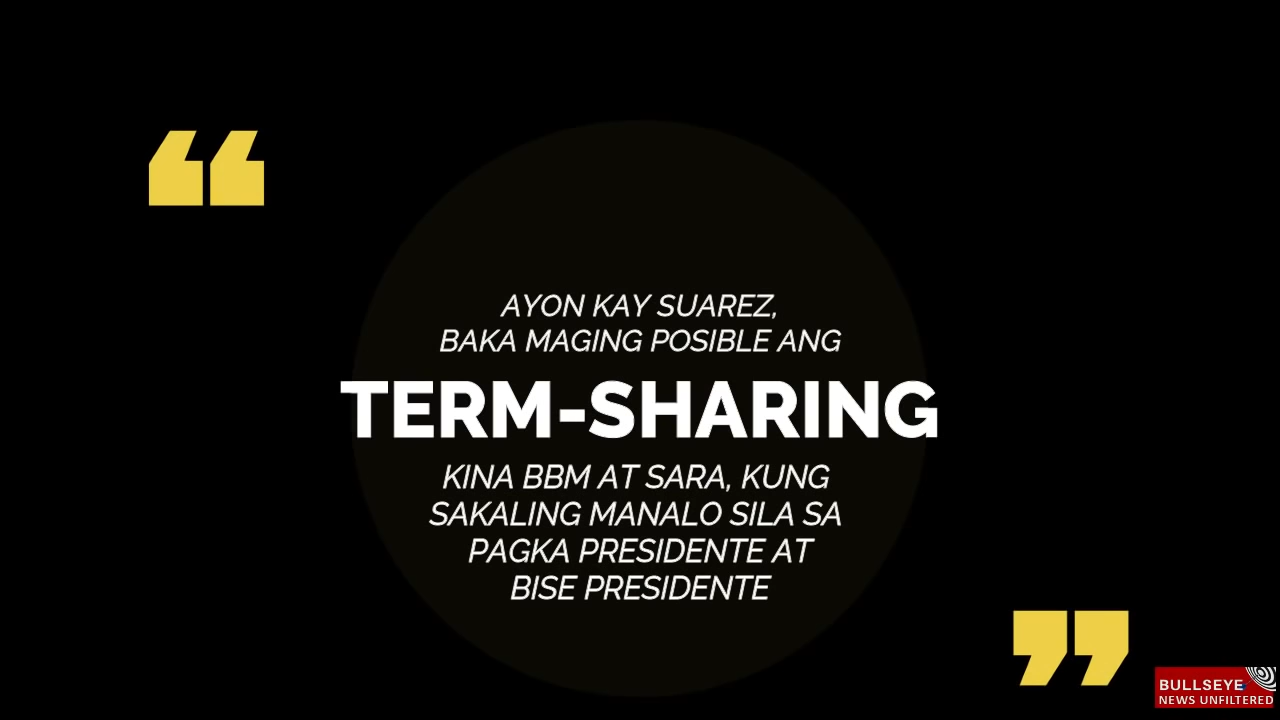 “
AYON KAY SUAREZ,
BAKA MAGING POSIBLE ANG
TERM-SHARING
KINA BBM AT SARA, KUNG
SAKALING MANALO SILA SA
PAGKA PRESIDENTE AT
BISE PRESIDENTE
”
BULLSEYE
NEWS UNFILTERED